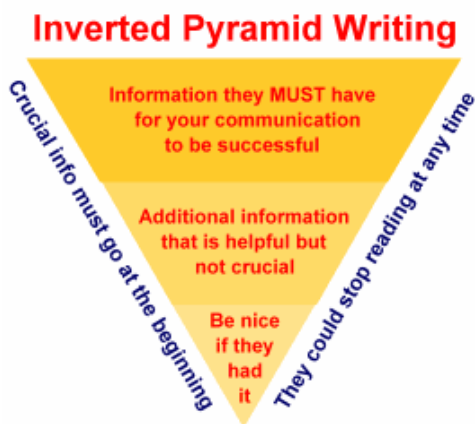 Inverted Pyramid Writing
Information they MUST have
for your communication
to be successful
Additional information
that is helpful but
not crucial
Be nice
if they
had
it
Crucial info must go at the beginning
They could stop reading at any time